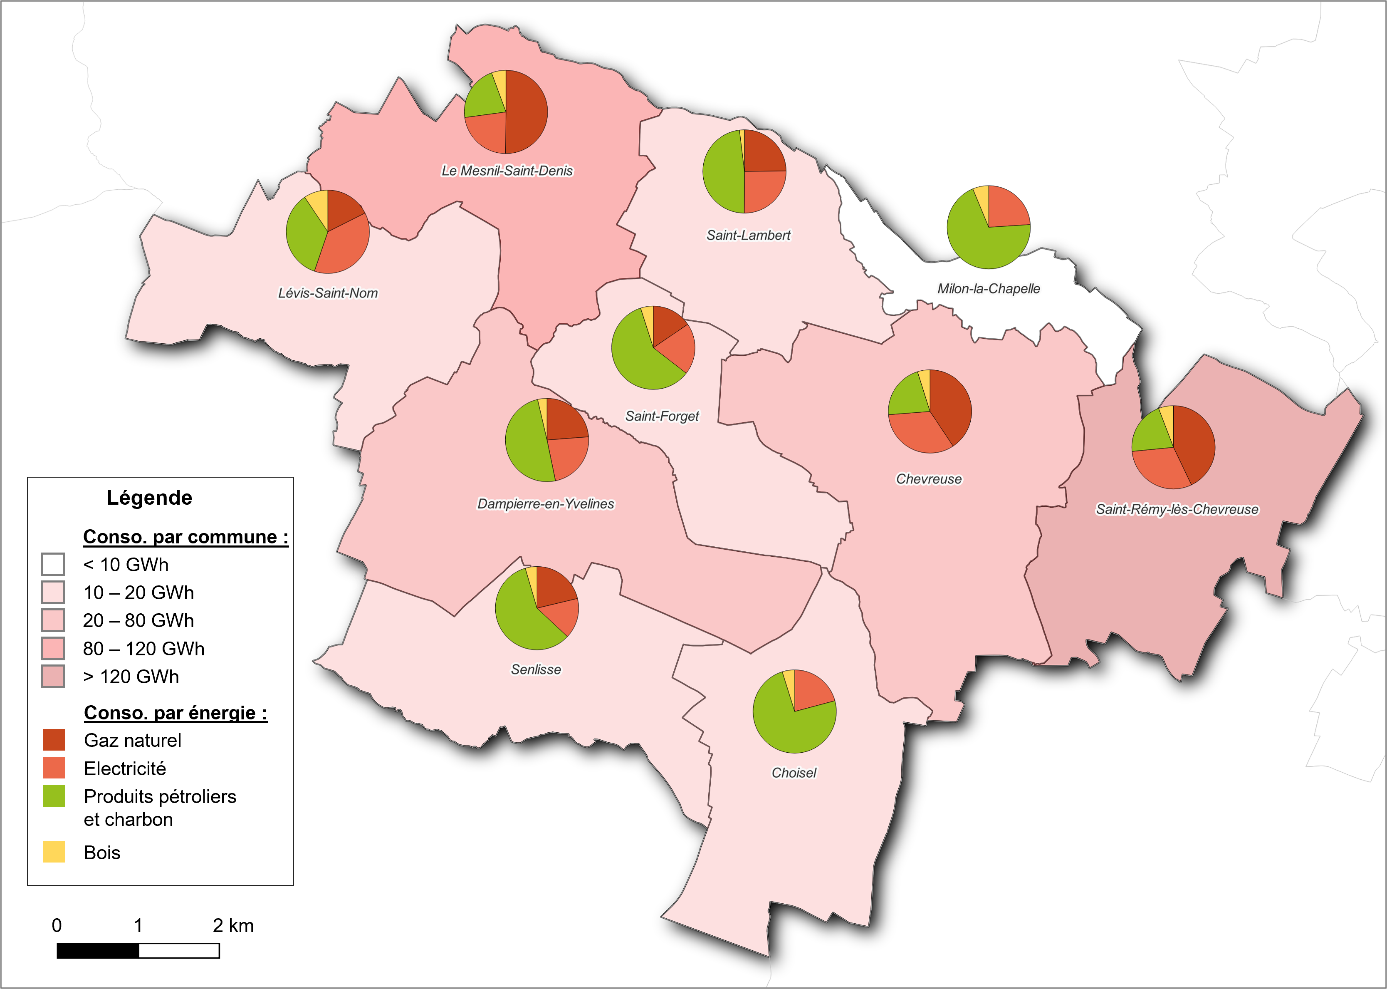 Le Mesnil-Saint-Denis
Saint-Lambert
Lévis-Saint-Nom
Milon-la-Chapelle
Saint-Forget
Chevreuse
Dampierre-en-Yvelines
Saint-Rémy-lès-Chevreuse
Senlisse
Choisel
Légende
Conso. par commune :
< 10 GWh
10 – 20 GWh
20 – 80 GWh
80 – 120 GWh
> 120 GWh
Conso. par énergie :
Gaz naturel
Electricité
Produits pétroliers
et charbon
Bois
0 1 2 km